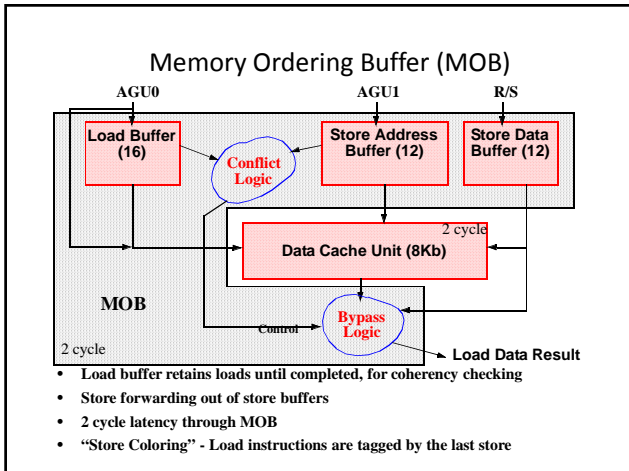 Memory Ordering Buffer (MOB)
AGU0
AGU1
R/S
Load Buffer
(16)
Conflict
Logic
Store Address
Buffer (12)
Store Data
Buffer (12)
2 cycle
Data Cache Unit (8Kb)
MOB
Bypass
Logic
Control
2 cycle
Load Data Result
• Load buffer retains loads until completed, for coherency checking
• Store forwarding out of store buffers
• 2 cycle latency through MOB
• “Store Coloring” - Load instructions are tagged by the last store